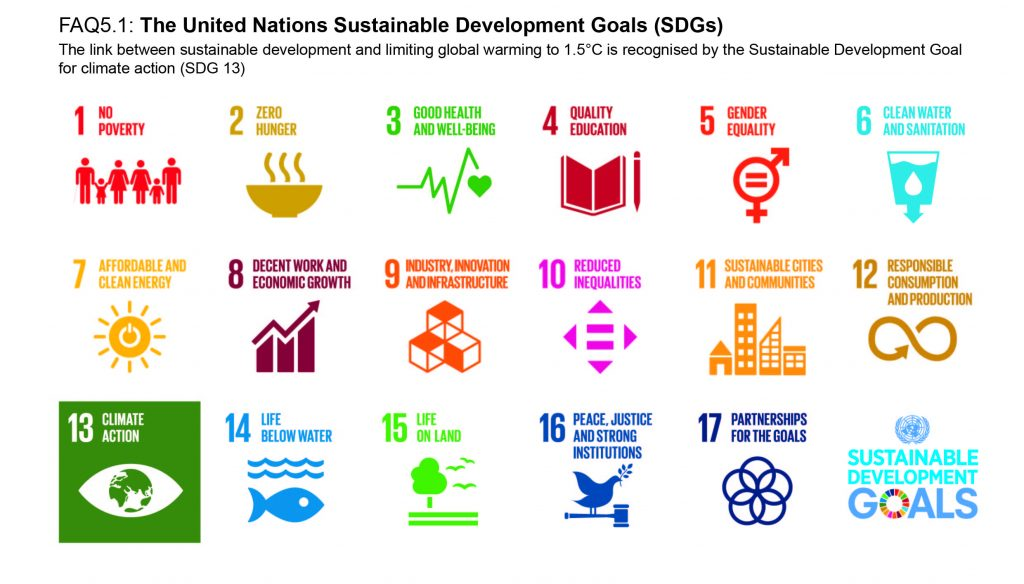 FAQ5.1: The United Nations Sustainable Development Goals (SDGs)
The link between sustainable development and limiting global warming to 1.5°C is recognised by the Sustainable Development Goal
for climate action (SDG 13)
1 NO
POVERTY
2 ZERO
HUNGER
3 GOOD HEALTH
AND WELL-BEING
4 QUALITY
EDUCATION
5 GENDER
EQUALITY
6 CLEAN WATER
AND SANITATION
7 AFFORDABLE AND
CLEAN ENERGY
8 DECENT WORK AND
ECONOMIC GROWTH
9 INDUSTRY, INNOVATION
AND INFRASTRUCTURE
10 REDUCED
INEQUALITIES
11 SUSTAINABLE CITIES
AND COMMUNITIES
12 RESPONSIBLE
CONSUMPTION
AND PRODUCTION
13 CLIMATE
ACTION
14 LIFE
BELOW WATER
15 LIFE
ON LAND
16 PEACE, JUSTICE
AND STRONG
INSTITUTIONS
17 PARTNERSHIPS
FOR THE GOALS
SUSTAINABLE
DEVELOPMENT
GOALS